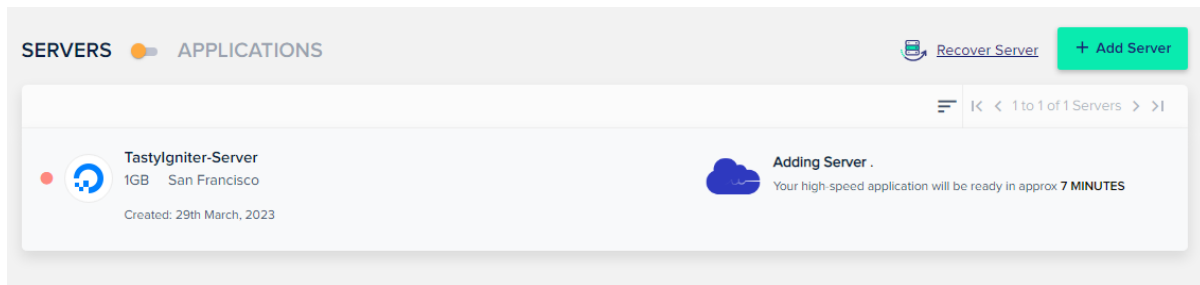 SERVERS APPLICATIONS Recover Server + Add Server
1 to 1 of 1 Servers
TastyIgniter-Server
1GB San Francisco
Created: 29th March, 2023
Adding Server .
Your high-speed application will be ready in approx 7 MINUTES